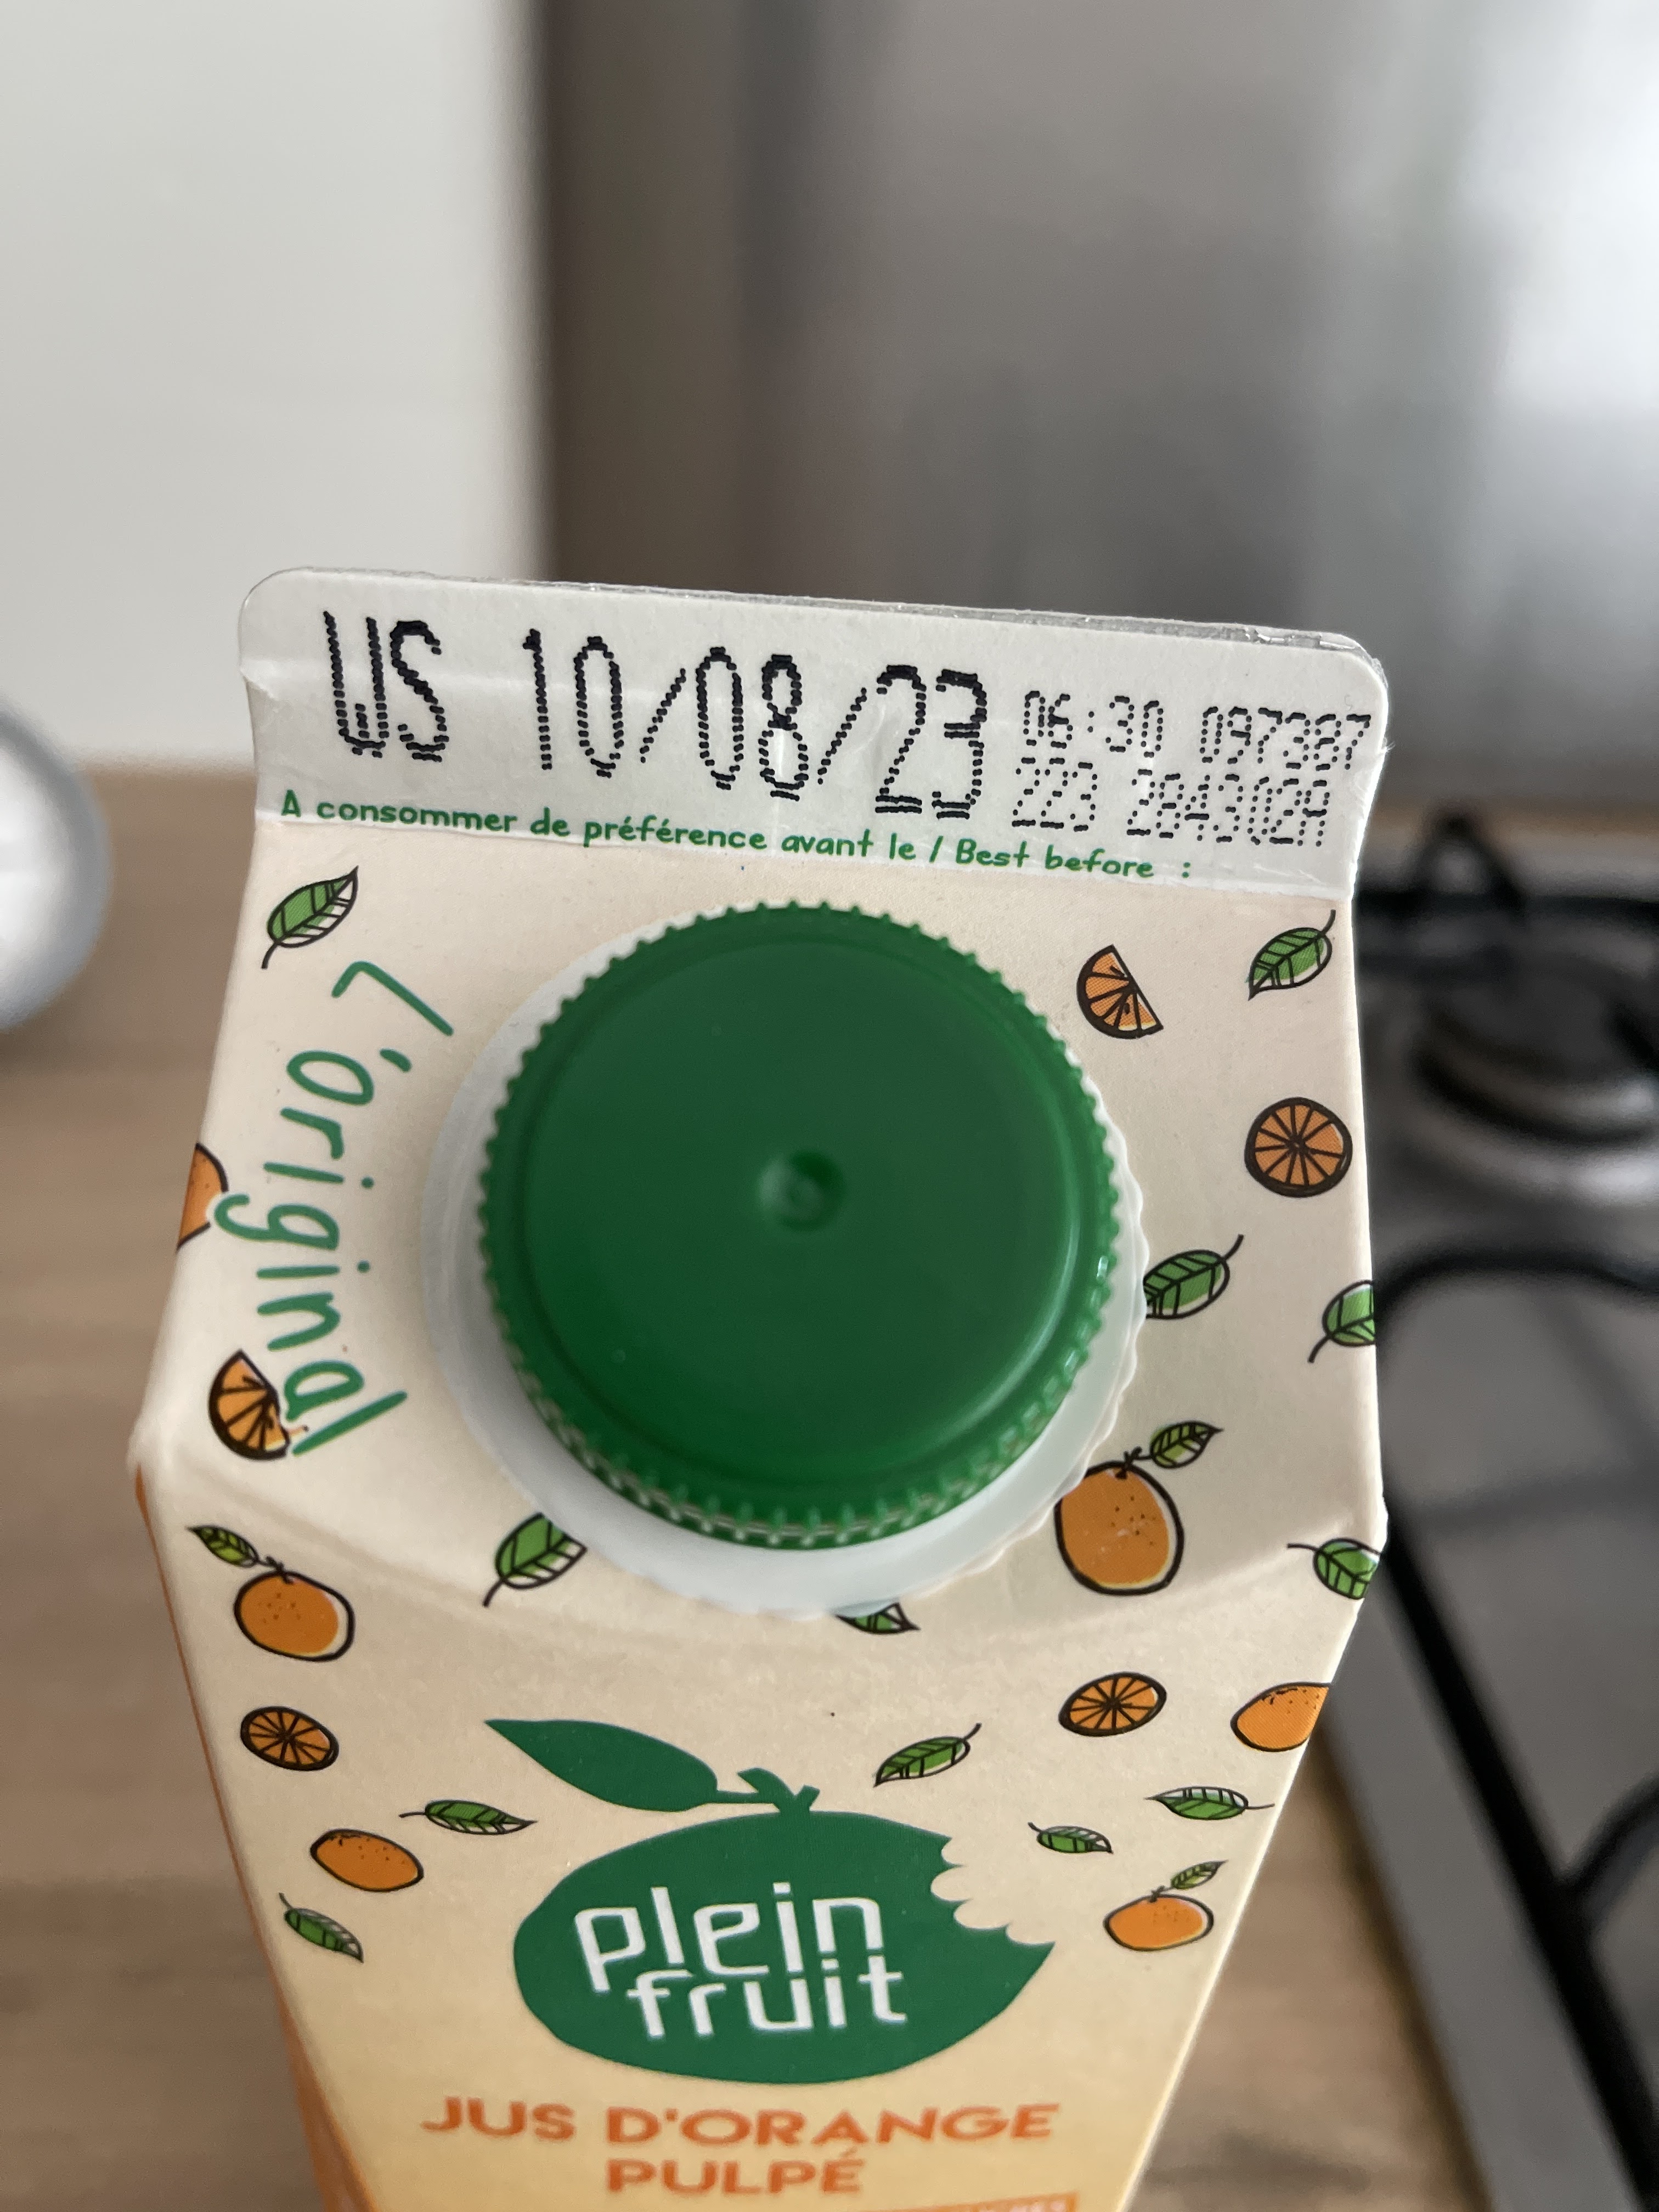 WS 10/08/23 06:30 097387
223 284302A
A consommer de préférence avant le / Best before :
L'original
plein
fruit
JUS D'ORANGE
PULPÉ